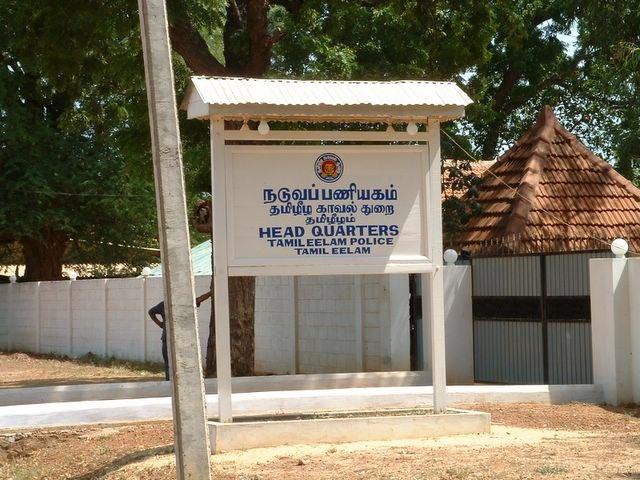 நடுவப்பணியகம்
தமிழீழ காவல் துறை
தமிழீழம்
HEAD QUARTERS
TAMILEELAM POLICE
TAMIL EELAM